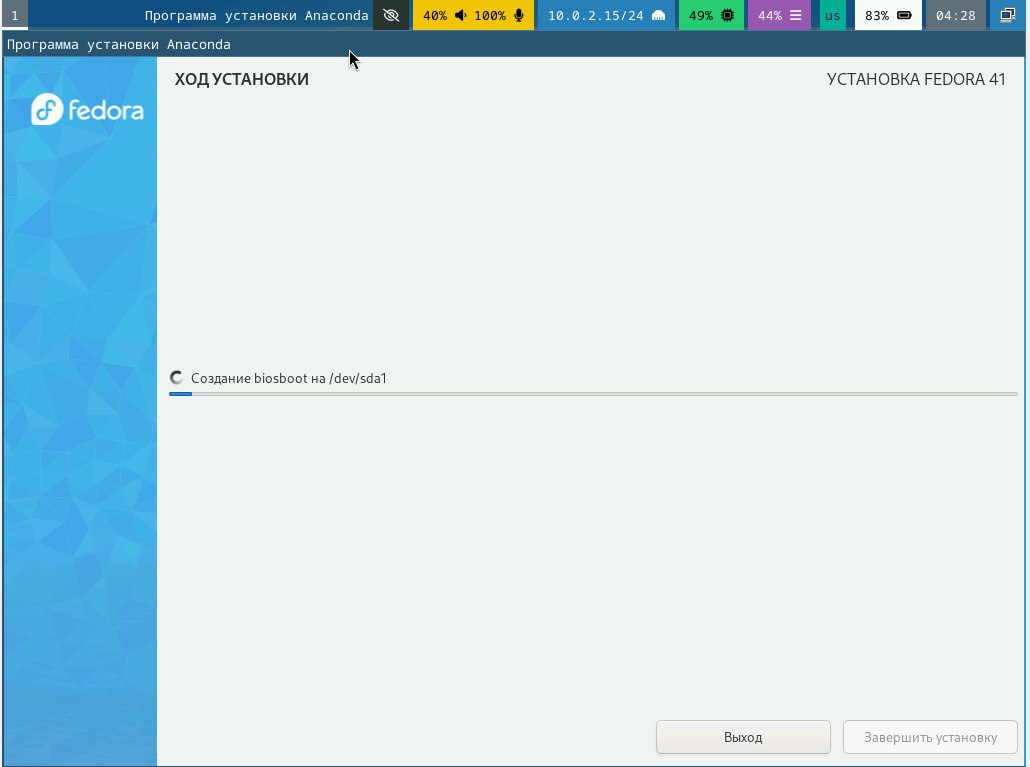 1 Программа установки Anaconda 40% 100% 10.0.2.15/24 49% 44% us 83% 04:28
Программа установки Anaconda
fedora
ХОД УСТАНОВКИ
УСТАНОВКА FEDORA 41
Создание biosboot на /dev/sda1
Выход
Завершить установку